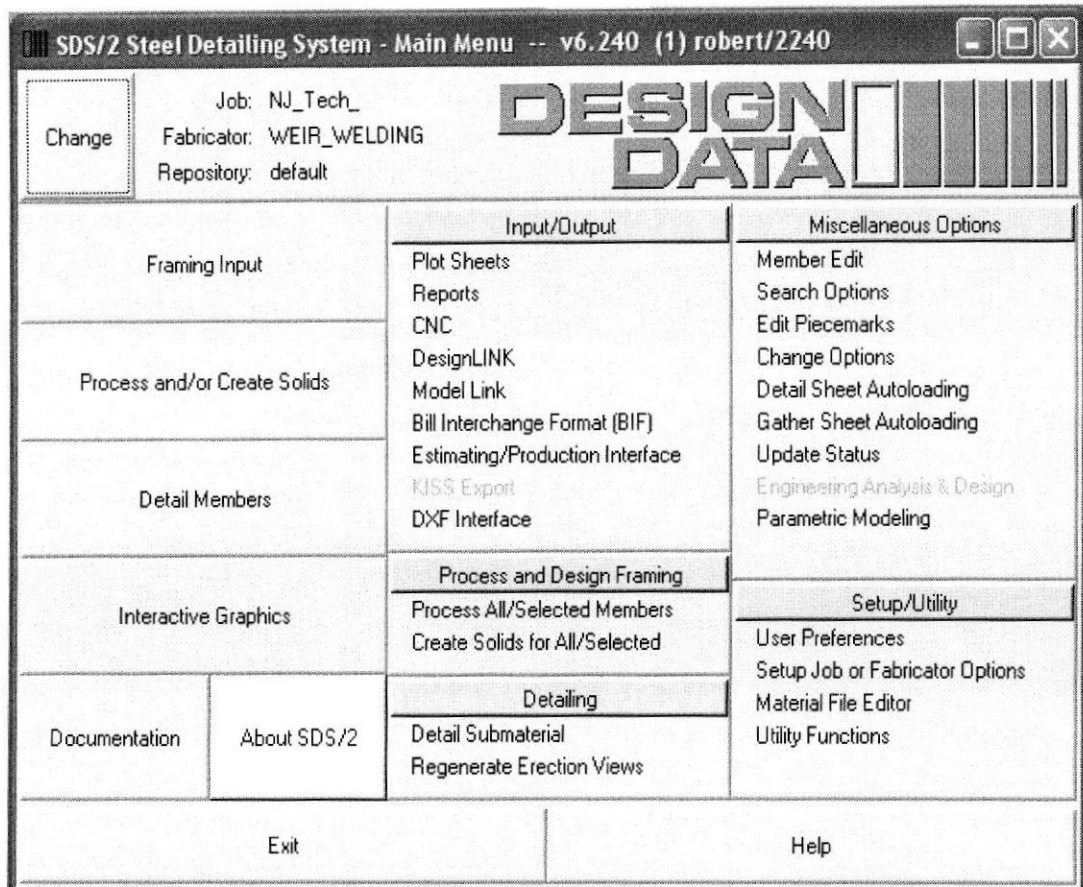 SDS/2 Steel Detailing System - Main Menu -- v6.240 (1) robert/2240
Change
Job: NJ_Tech_
Fabricator: WEIR_WELDING
Repository: default
DESIGN
DATA
Framing Input
Process and/or Create Solids
Detail Members
Interactive Graphics
Documentation
About SDS/2
Input/Output
Plot Sheets
Reports
CNC
DesignLINK
Model Link
Bill Interchange Format (BIF)
Estimating/Production Interface
KISS Export
DXF Interface
Process and Design Framing
Process All/Selected Members
Create Solids for All/Selected
Detailing
Detail Submaterial
Regenerate Erection Views
Miscellaneous Options
Member Edit
Search Options
Edit Piecemarks
Change Options
Detail Sheet Autoloading
Gather Sheet Autoloading
Update Status
Engineering Analysis & Design
Parametric Modeling
Setup/Utility
User Preferences
Setup Job or Fabricator Options
Material File Editor
Utility Functions
Exit
Help